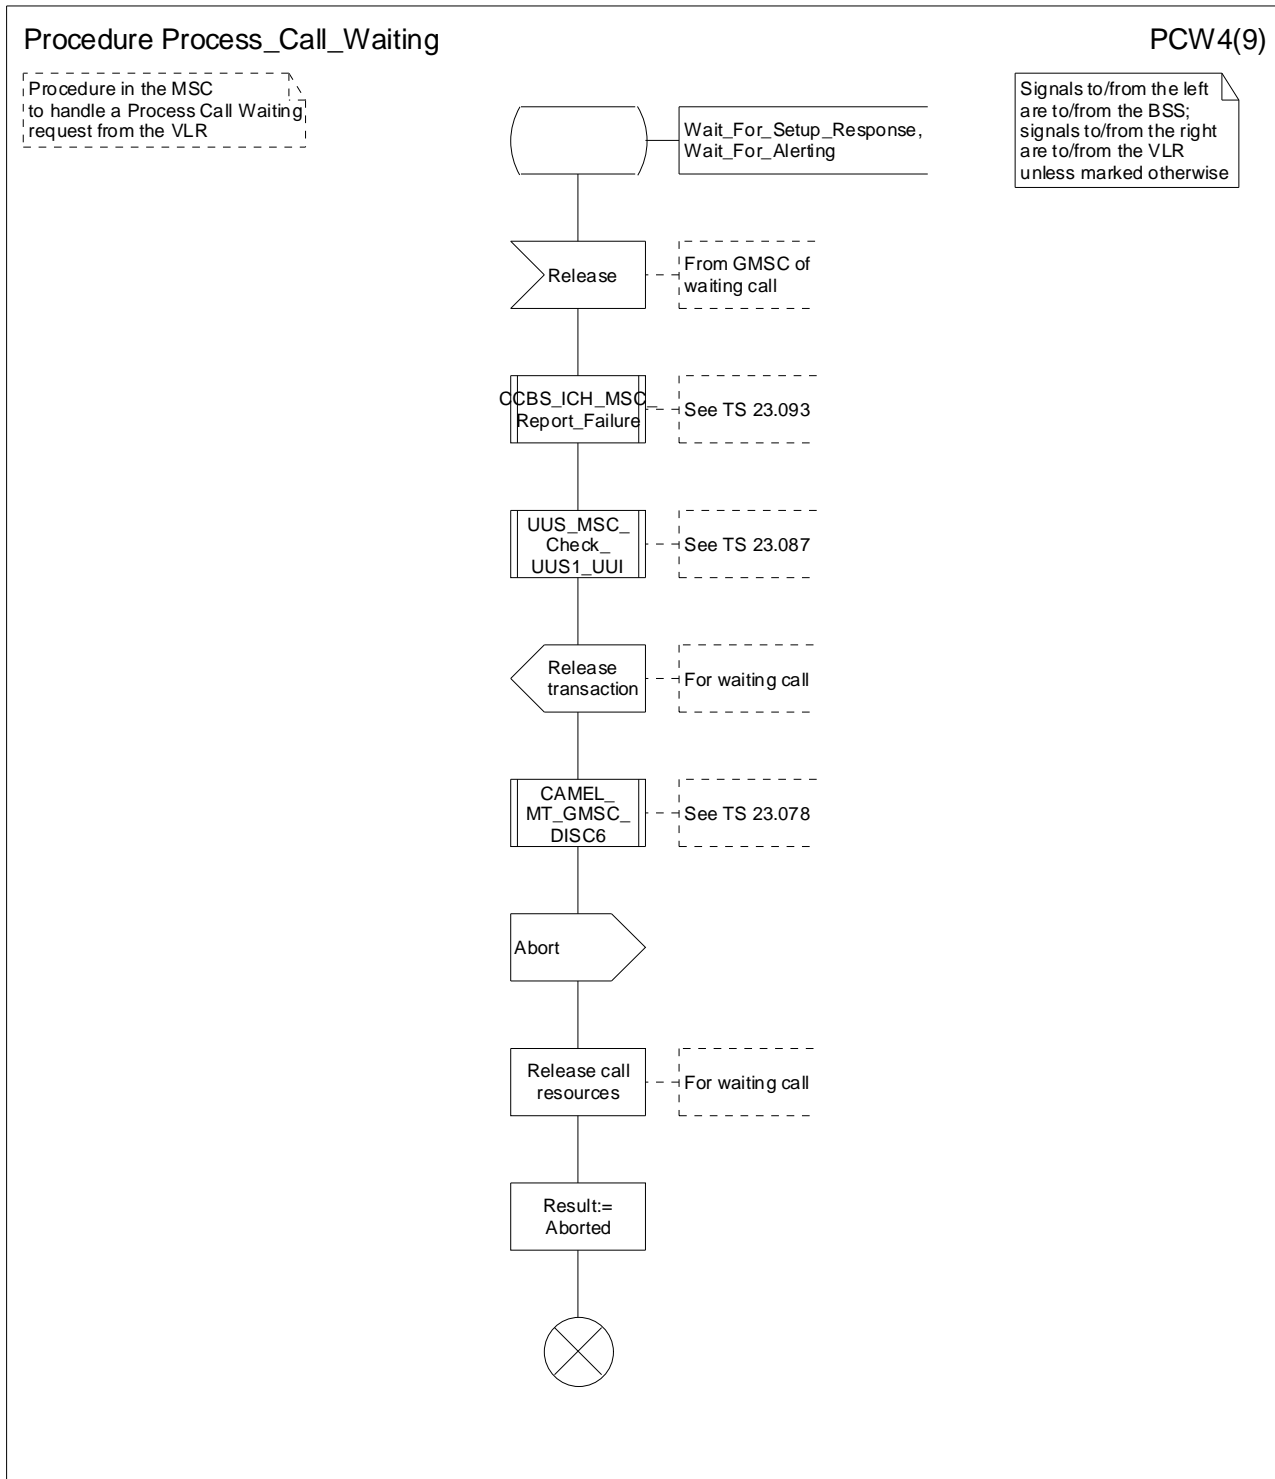 Procedure Process_Call_Waiting
PCW4(9)
Procedure in the MSC
to handle a Process Call Waiting
request from the VLR
Signals to/from the left
are to/from the BSS;
signals to/from the right
are to/from the VLR
unless marked otherwise
Wait_For_Setup_Response,
Wait_For_Alerting
Release
From GMSC of
waiting call
CCBS_ICH_MSC_
Report_Failure
See TS 23.093
UUS_MSC_
Check_
UUS1_UUI
See TS 23.087
Release
transaction
For waiting call
CAMEL_
MT_GMSC_
DISC6
See TS 23.078
Abort
Release call
resources
For waiting call
Result:=
Aborted